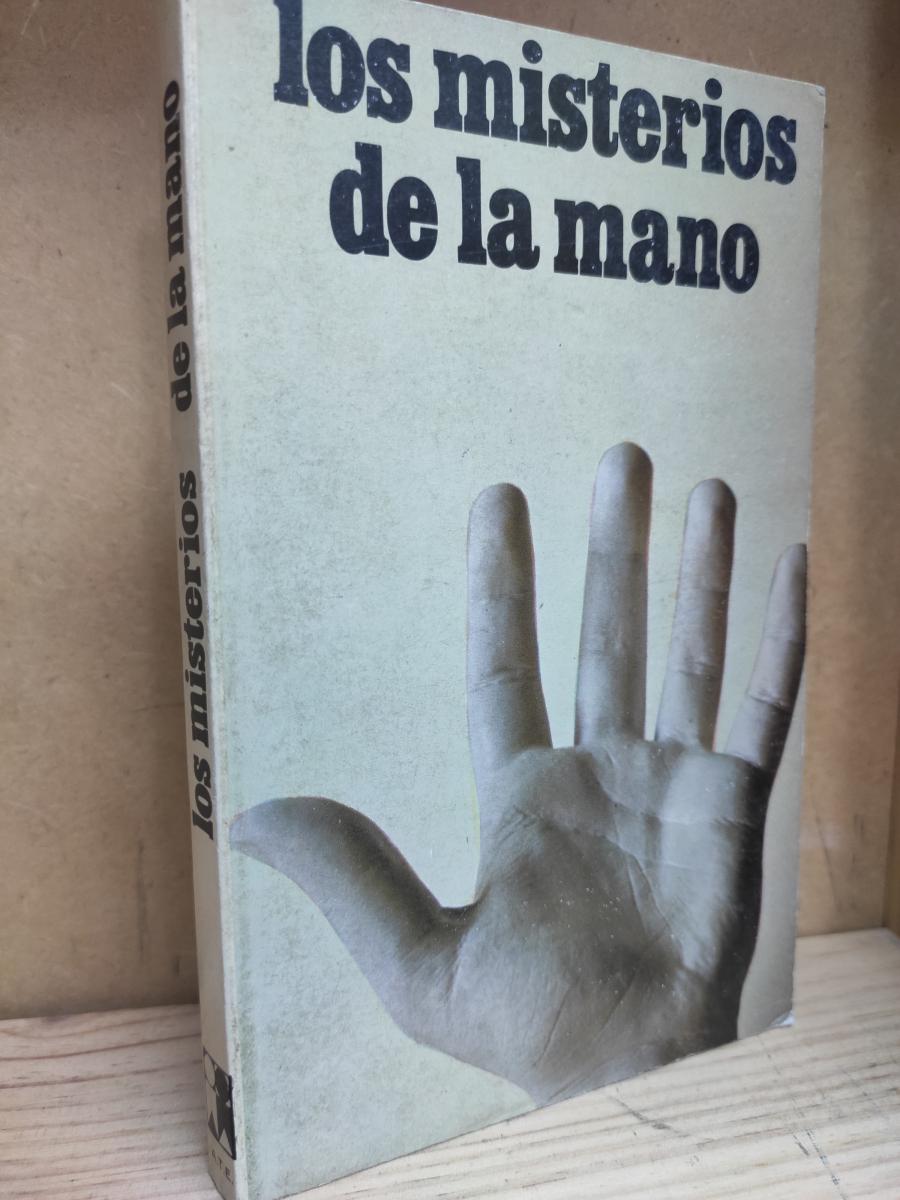 los misterios
de la mano
los misterios de la mano
A.T.E.